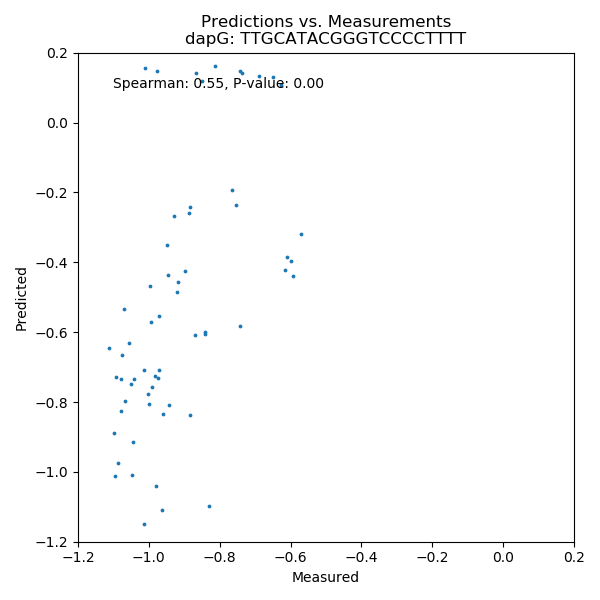 Predictions vs. Measurements
dapG: TTGCATACGGGTCCCCTTTT
0.2
Spearman: 0.55, P-value: 0.00
0.0
−0.2
−0.4
−0.6
−0.8
−1.0
−1.2
Predicted
−1.2 −1.0 −0.8 −0.6 −0.4 −0.2 0.0 0.2
Measured